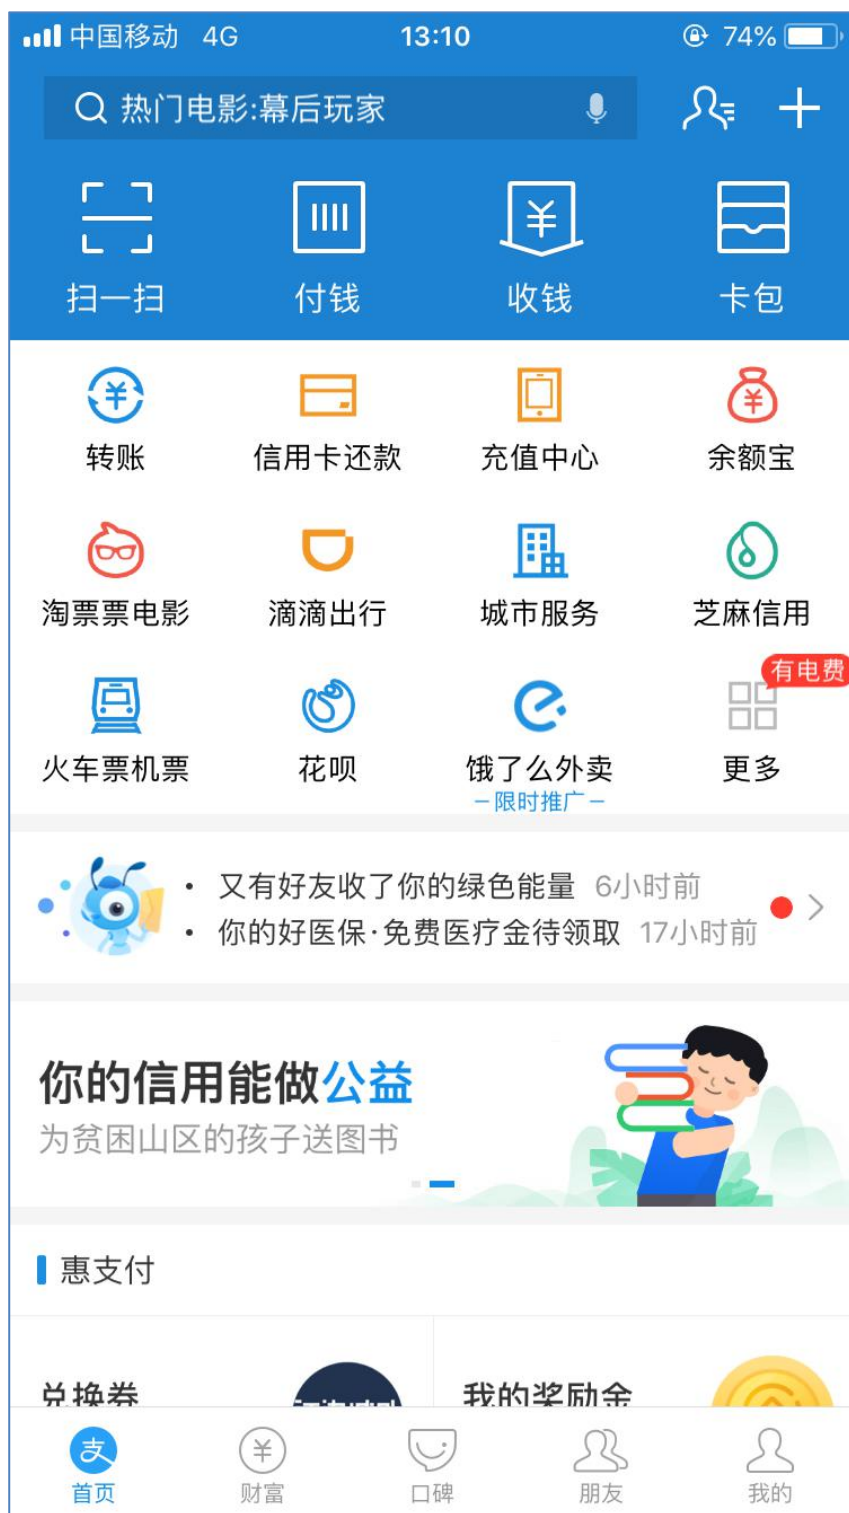 中国移动 4G 13:10 74%
热门电影:幕后玩家
扫一扫 付钱 收钱 卡包
转账 信用卡还款 充值中心 余额宝
淘票票电影 滴滴出行 城市服务 芝麻信用
有电费
火车票机票 花呗 饿了么外卖 更多
–限时推广–
• 又有好友收了你的绿色能量 6小时前
• 你的好医保·免费医疗金待领取 17小时前
你的信用能做公益
为贫困山区的孩子送图书
惠支付
兑换券 我的奖励金
支
首页 财富 口碑 朋友 我的